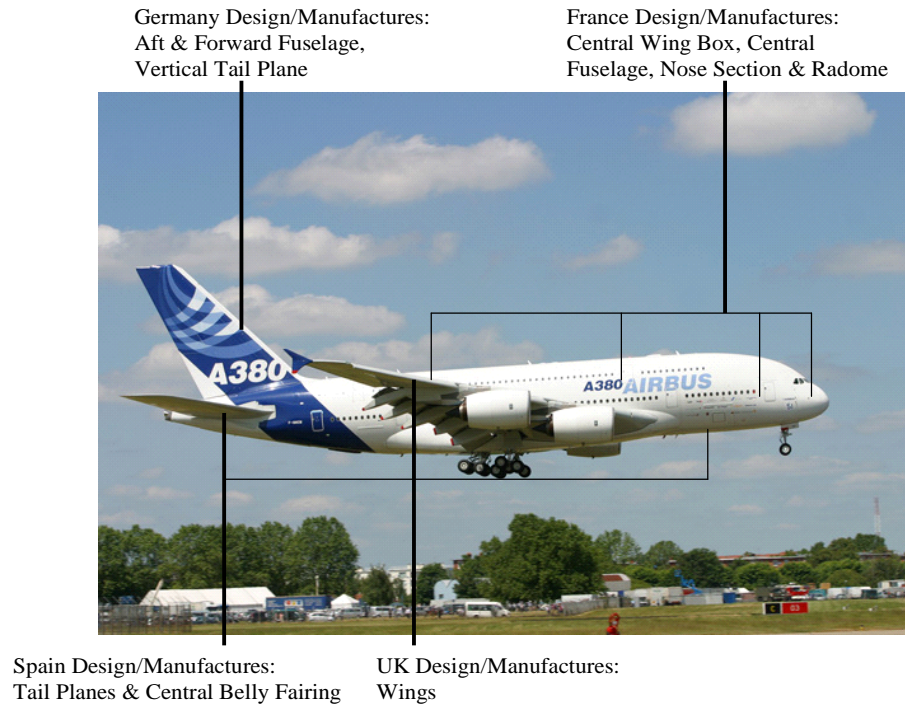 Germany Design/Manufactures:
Aft & Forward Fuselage,
Vertical Tail Plane
France Design/Manufactures:
Central Wing Box, Central
Fuselage, Nose Section & Radome
A380
A380 AIRBUS
C 03
Spain Design/Manufactures:
Tail Planes & Central Belly Fairing
UK Design/Manufactures:
Wings